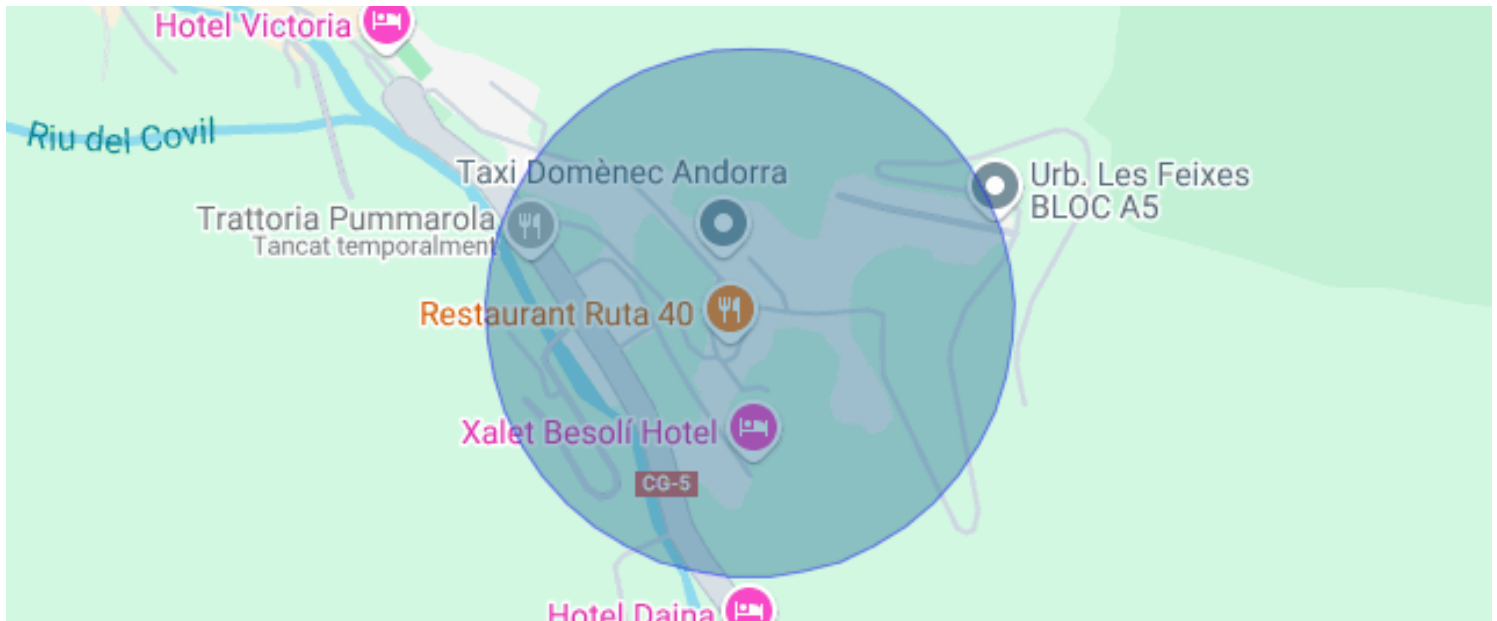 Hotel Victoria
Riu del Covil
Taxi Domènec Andorra
Urb. Les Feixes
BLOC A5
Trattoria Pummarola
Tancat temporalment
Restaurant Ruta 40
Xalet Besolí Hotel
CG-5
Hotel Daina